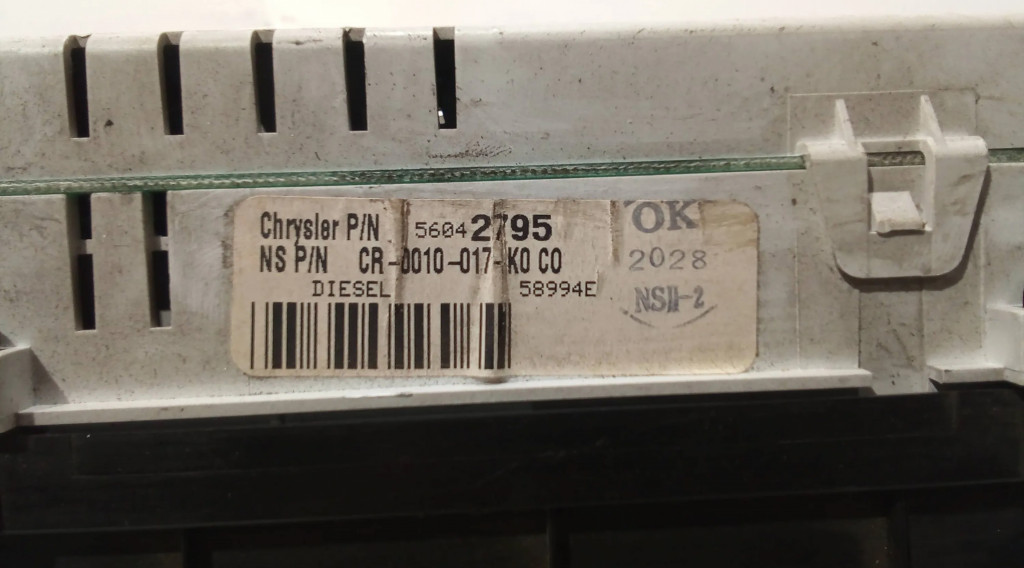 Chrysler P/N 56042795
NS P/N CR-0010-017-K0 C0
DIESEL 58994E
OK
2028
NSII-2